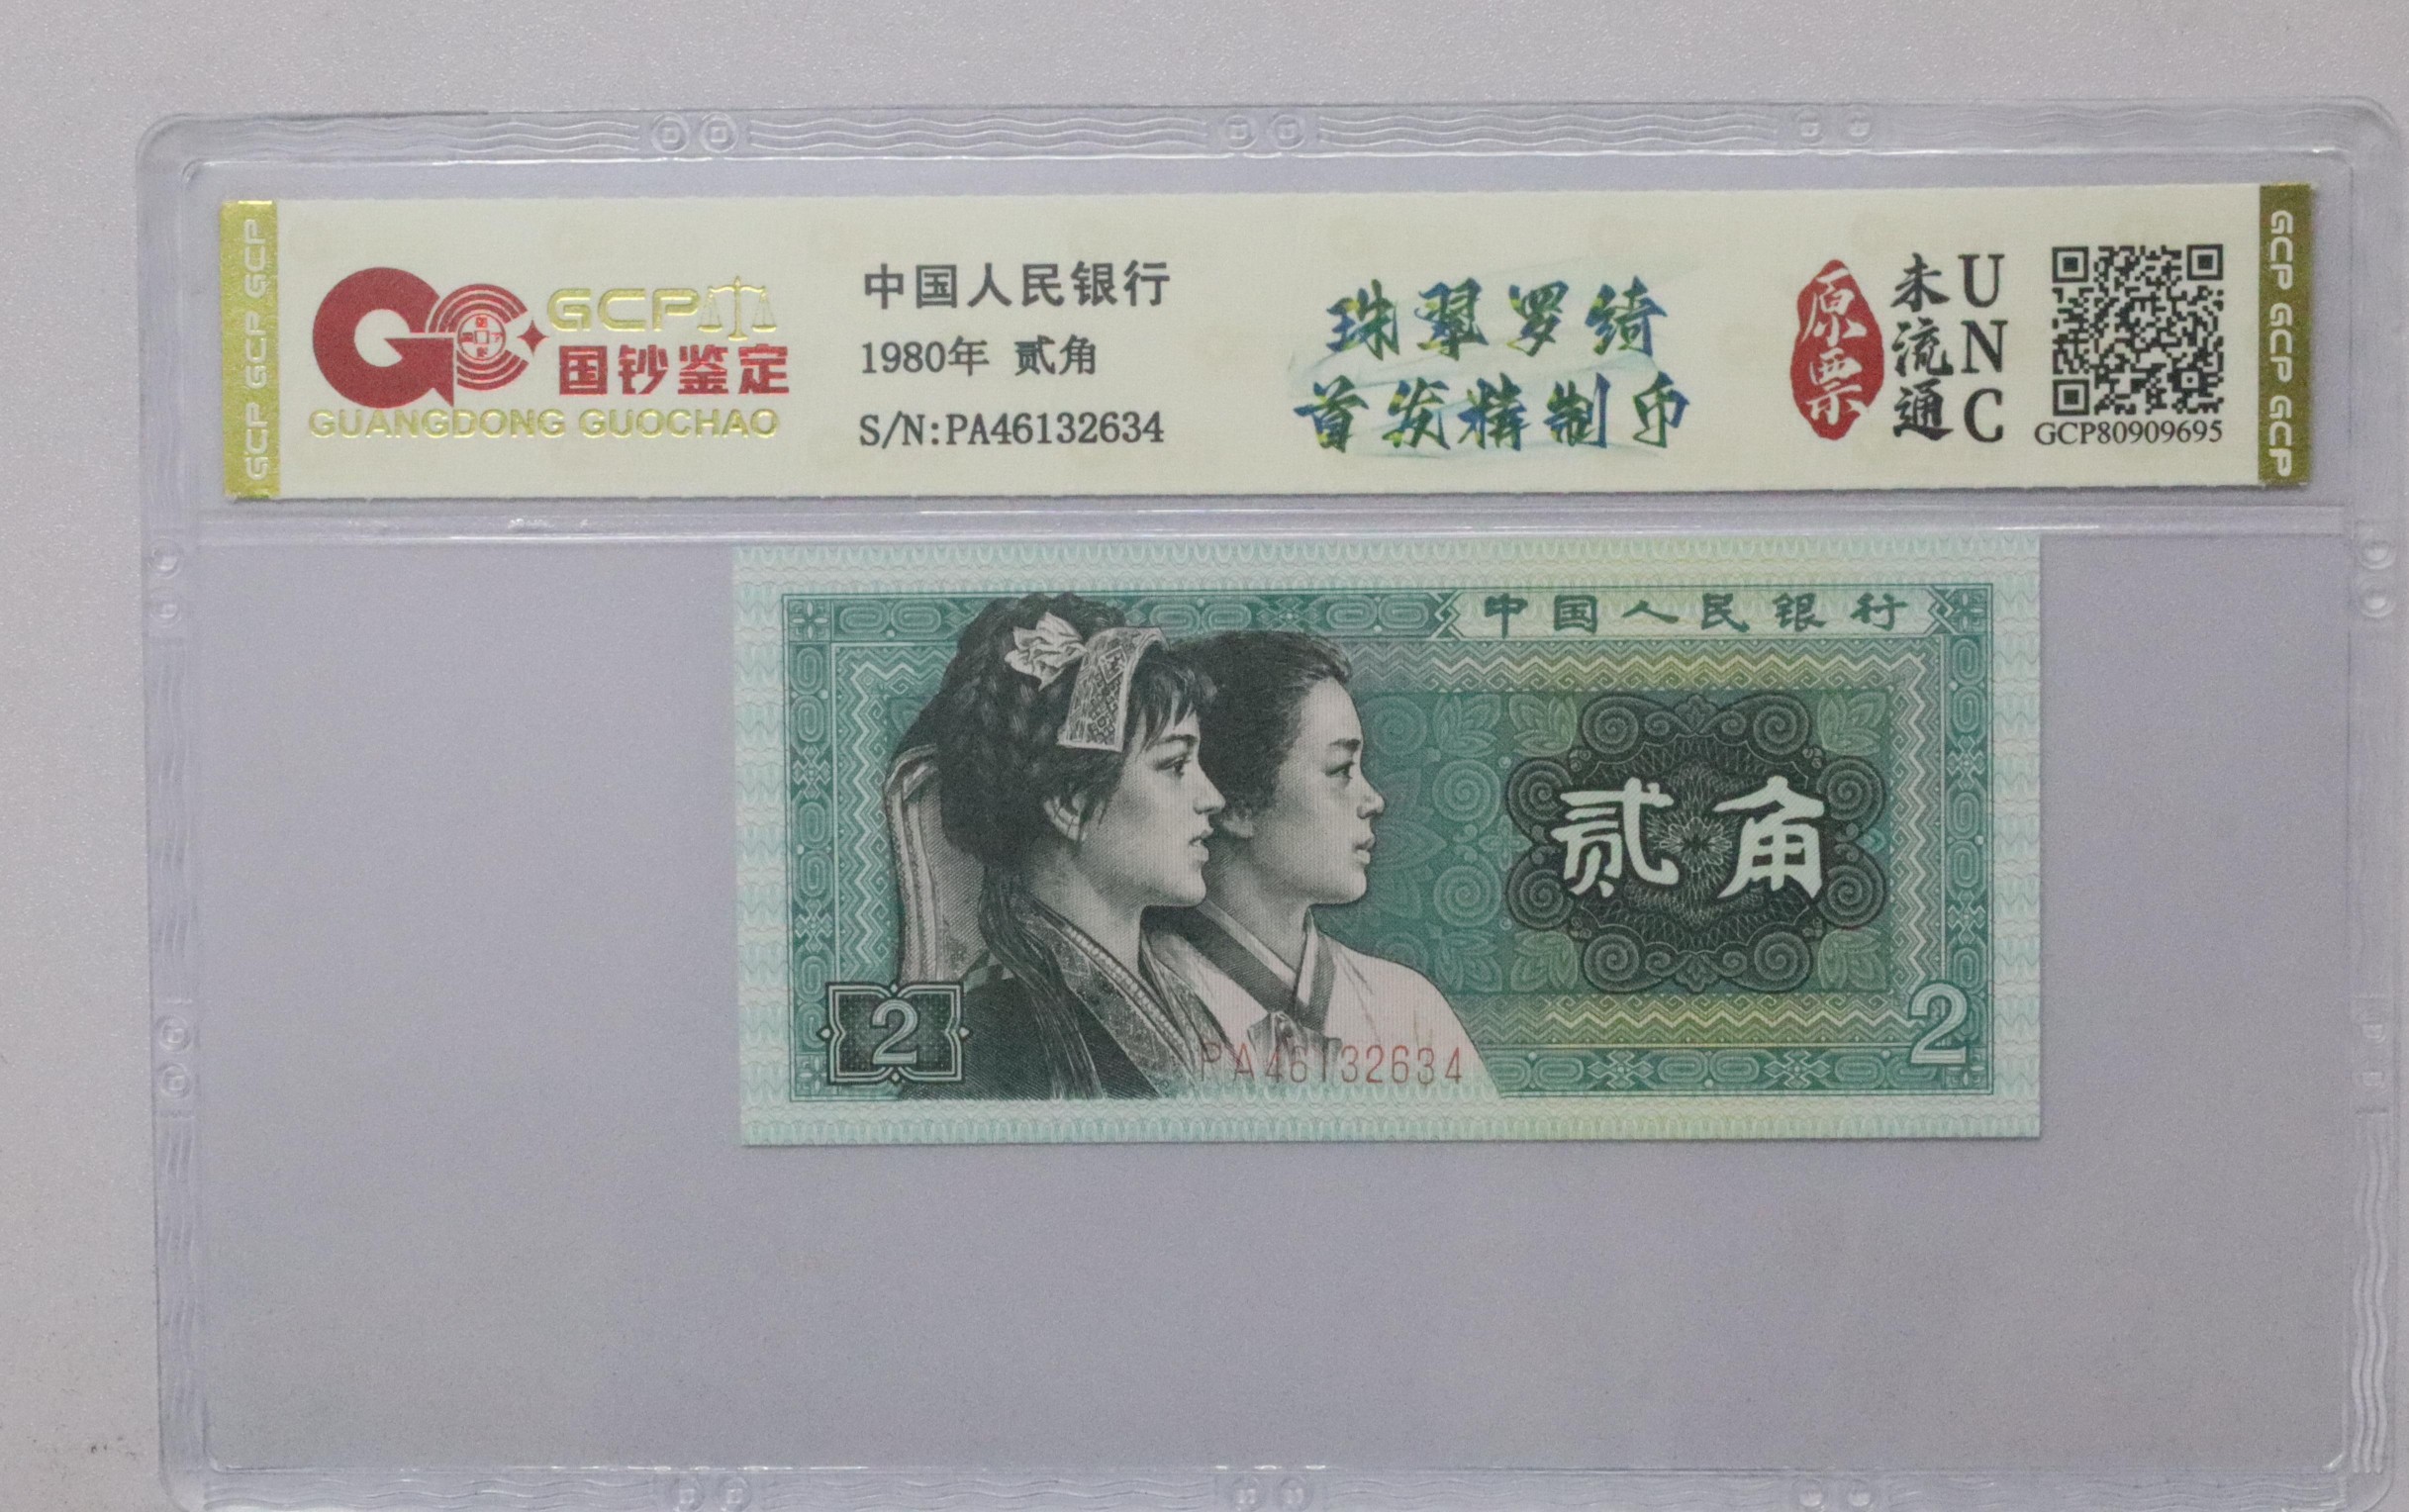 GCP GCP GCP
GCP
国钞鉴定
GUANGDONG GUOCHAO
中国人民银行
1980年 贰角
S/N:PA46132634
珠翠罗绮
首发精制币
原票
未流通
UNC
GCP80909695
GCP GCP GCP
中国人民银行
贰角
2
2
PA46132634